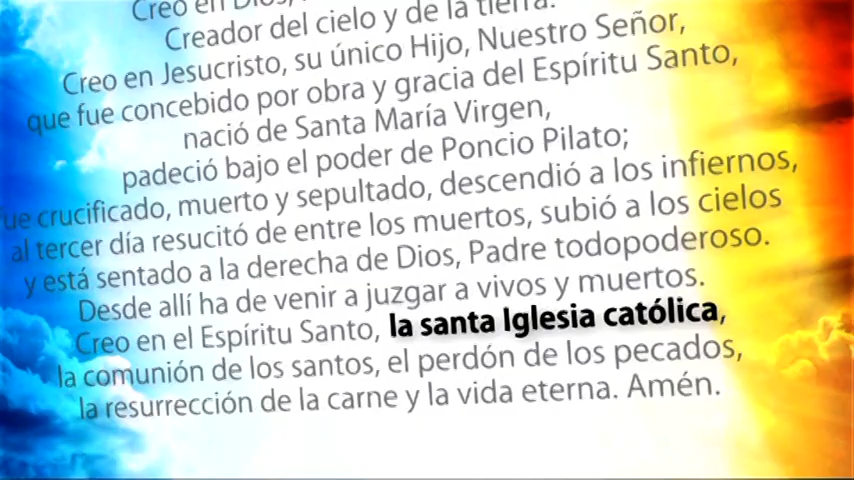 Creo en Dios,
Creador del cielo y de la tierra.
Creo en Jesucristo, su único Hijo, Nuestro Señor,
que fue concebido por obra y gracia del Espíritu Santo,
nació de Santa María Virgen,
padeció bajo el poder de Poncio Pilato;
fue crucificado, muerto y sepultado, descendió a los infiernos,
al tercer día resucitó de entre los muertos, subió a los cielos
y está sentado a la derecha de Dios, Padre todopoderoso.
Desde allí ha de venir a juzgar a vivos y muertos.
Creo en el Espíritu Santo, la santa Iglesia católica,
la comunión de los santos, el perdón de los pecados,
la resurrección de la carne y la vida eterna. Amén.